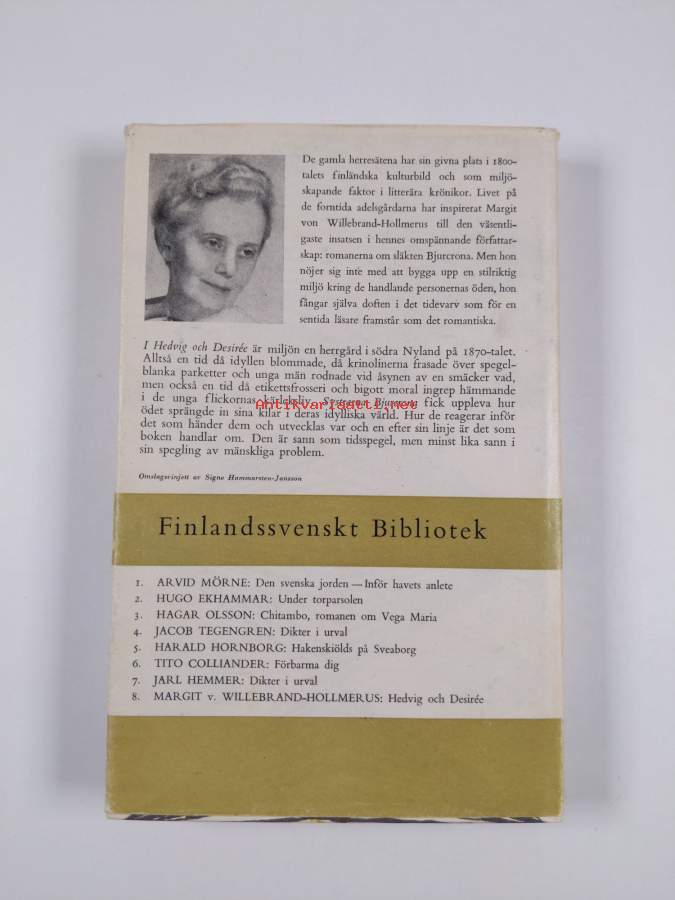 De gamla herresätena har sin givna plats i 1800-
talets finländska kulturbild och som miljö-
skapande faktor i litterära krönikor. Livet på
de forntida adelsgårdarna har inspirerat Margit
von Willebrand-Hollmerus till den väsentli-
gaste insatsen i hennes omspännande författar-
skap: romanerna om släkten Bjurcrona. Men hon
nöjer sig inte med att bygga upp en stilriktig
miljö kring de handlande personernas öden, hon
fångar själva doften i det tidevarv som för en
sentida läsare framstår som det romantiska.
I Hedvig och Desirée är miljön en herrgård i södra Nyland på 1870-talet.
Alltså en tid då idyllen blommade, då krinolinerna frasade över spegel-
blanka parketter och unga män rodnade vid åsynen av en smäcker vad,
men också en tid då etikettsfrosseri och bigott moral ingrep hämmande
i de unga flickornas kärleksliv. Systrarna Bjurcrona fick uppleva hur
Antikvariaatti.net
ödet sprängde in sina kilar i deras idylliska värld. Hur de reagerar inför
det som händer dem och utvecklas var och en efter sin linje är det som
boken handlar om. Den är sann som tidsspegel, men minst lika sann i
sin spegling av mänskliga problem.
Omslagsvinjett av Signe Hammarsten-Jansson
Finlandssvenskt Bibliotek
1. ARVID MÖRNE: Den svenska jorden — Inför havets anlete
2. HUGO EKHAMMAR: Under torparsolen
3. HAGAR OLSSON: Chitambo, romanen om Vega Maria
4. JACOB TEGENGREN: Dikter i urval
5. HARALD HORNBORG: Hakenskiölds på Sveaborg
6. TITO COLLIANDER: Förbarma dig
7. JARL HEMMER: Dikter i urval
8. MARGIT v. WILLEBRAND-HOLLMERUS: Hedvig och Desirée